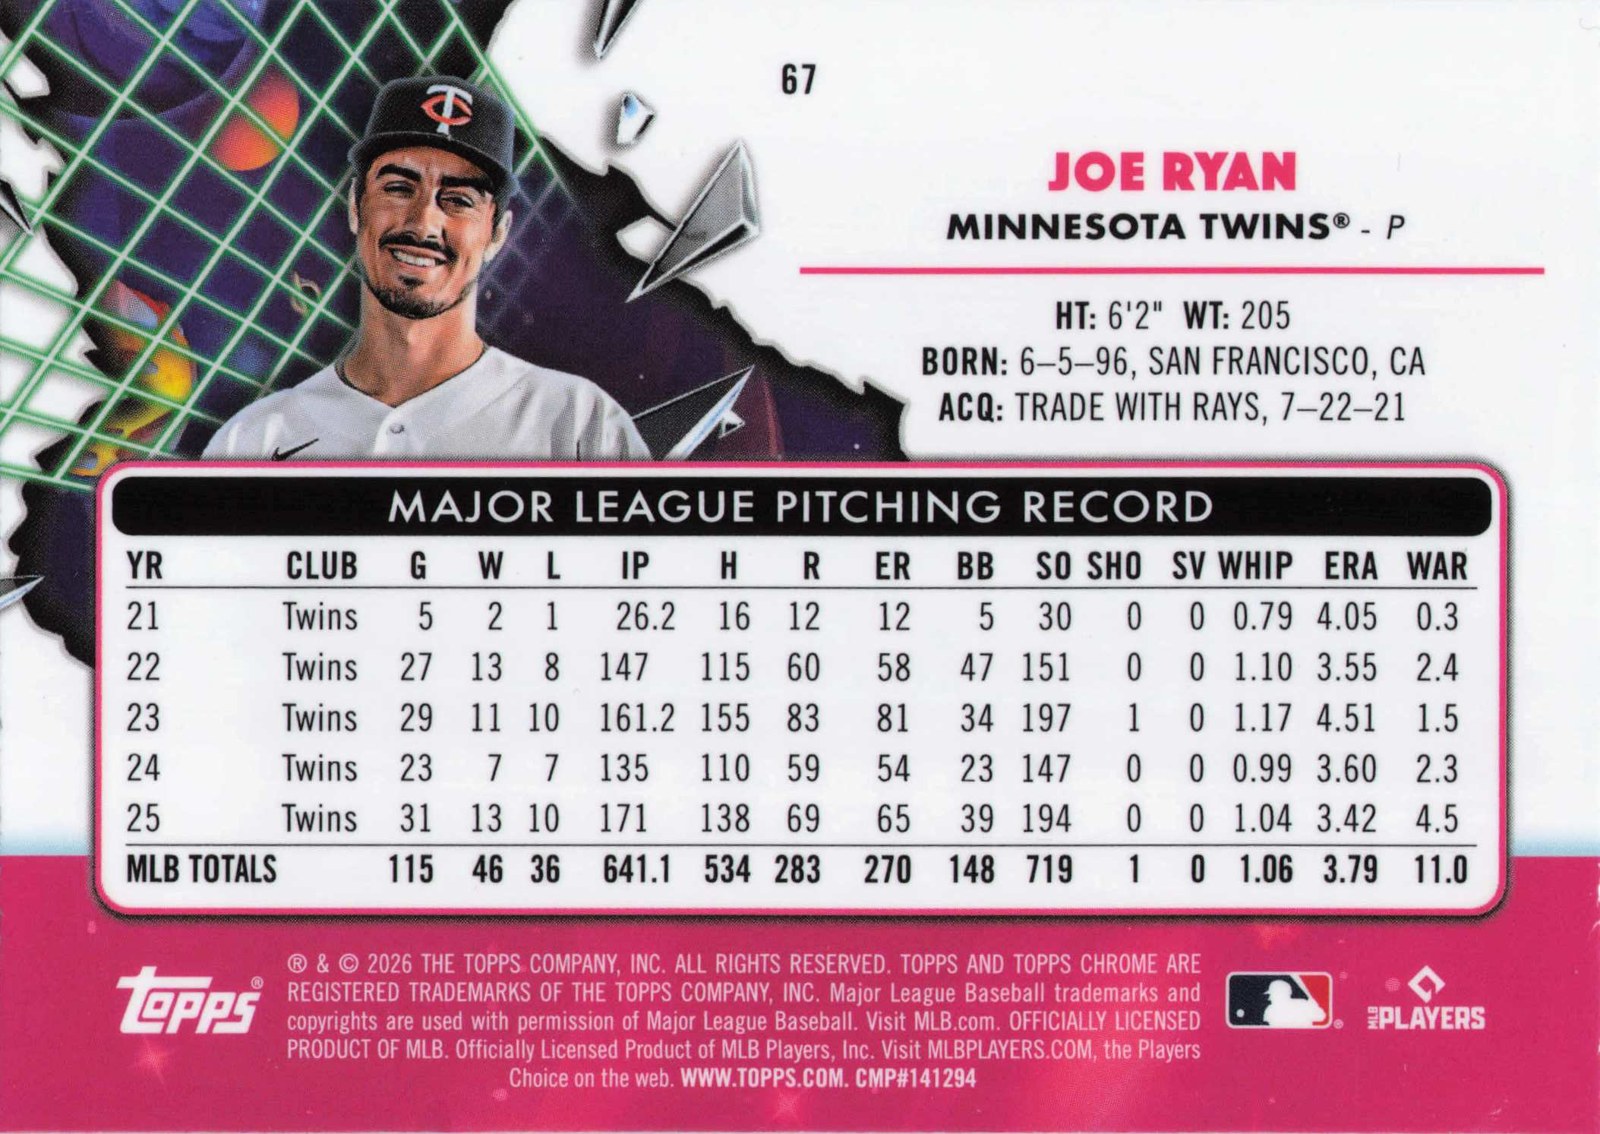 67
JOE RYAN
MINNESOTA TWINS® - P
HT: 6'2" WT: 205
BORN: 6–5–96, SAN FRANCISCO, CA
ACQ: TRADE WITH RAYS, 7–22–21
MAJOR LEAGUE PITCHING RECORD
YR CLUB G W L IP H R ER BB SO SHO SV WHIP ERA WAR
21 Twins 5 2 1 26.2 16 12 12 5 30 0 0 0.79 4.05 0.3
22 Twins 27 13 8 147 115 60 58 47 151 0 0 1.10 3.55 2.4
23 Twins 29 11 10 161.2 155 83 81 34 197 1 0 1.17 4.51 1.5
24 Twins 23 7 7 135 110 59 54 23 147 0 0 0.99 3.60 2.3
25 Twins 31 13 10 171 138 69 65 39 194 0 0 1.04 3.42 4.5
MLB TOTALS 115 46 36 641.1 534 283 270 148 719 1 0 1.06 3.79 11.0
® & © 2026 THE TOPPS COMPANY, INC. ALL RIGHTS RESERVED. TOPPS AND TOPPS CHROME ARE
REGISTERED TRADEMARKS OF THE TOPPS COMPANY, INC. Major League Baseball trademarks and
copyrights are used with permission of Major League Baseball. Visit MLB.com. OFFICIALLY LICENSED
PRODUCT OF MLB. Officially Licensed Product of MLB Players, Inc. Visit MLBPLAYERS.COM, the Players
Choice on the web. WWW.TOPPS.COM. CMP#141294
Topps®
MLB PLAYERS